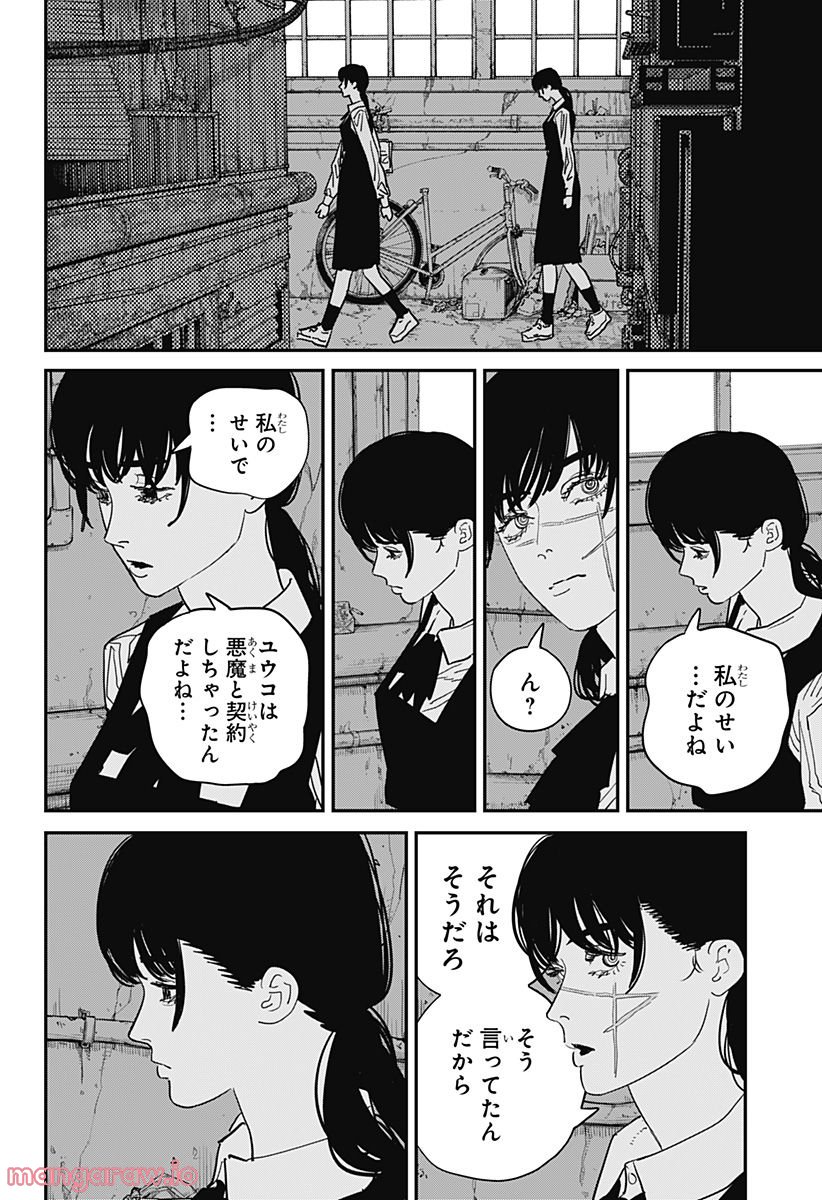 私のせい
…だよね
ん？
私の
せいで
…
ユウコは
悪魔と契約
しちゃったん
だよね…
それは
そうだろ
そう
言ってたん
だから
mangaraw.io